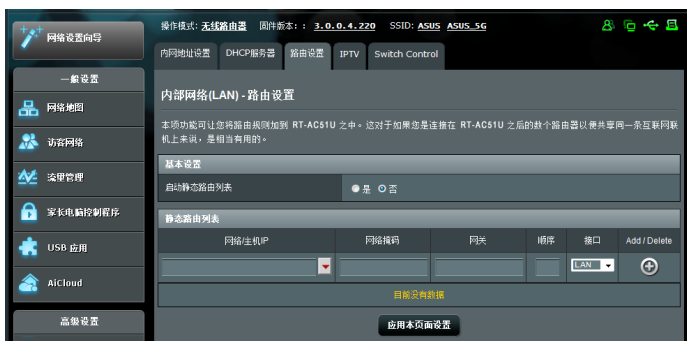 操作模式: 无线路由器 固件版本: : 3.0.0.4.220 SSID: ASUS ASUS_5G
网络设置向导
内网地址设置 DHCP服务器 路由设置 IPTV Switch Control
一般设置
网络地图
访客网络
流量管理
家长电脑控制程序
USB 应用
AiCloud
高级设置
内部网络(LAN) - 路由设置
本项功能可让您将路由规则加到 RT-AC51U 之中。这对于如果您是连接在 RT-AC51U 之后的数个路由器以便共享同一条互联网联
机上来说，是相当有用的。
基本设置
启动静态路由列表 是 否
静态路由列表
网络/主机IP 网络掩码 网关 顺序 接口 Add / Delete
LAN
目前没有数据
应用本页面设置